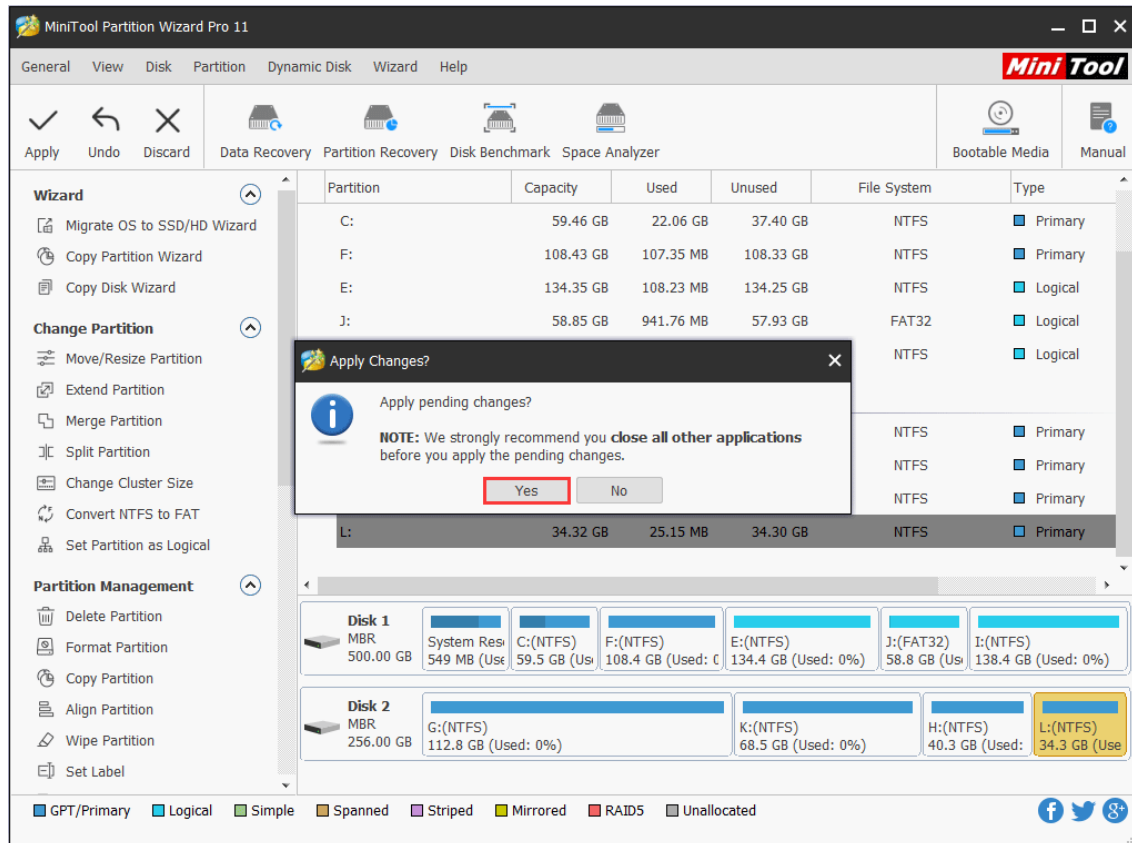 MiniTool Partition Wizard Pro 11
General View Disk Partition Dynamic Disk Wizard Help
Mini Tool
Apply Undo Discard Data Recovery Partition Recovery Disk Benchmark Space Analyzer Bootable Media Manual
Wizard
Migrate OS to SSD/HD Wizard
Copy Partition Wizard
Copy Disk Wizard
Change Partition
Move/Resize Partition
Extend Partition
Merge Partition
Split Partition
Change Cluster Size
Convert NTFS to FAT
Set Partition as Logical
Partition Management
Delete Partition
Format Partition
Copy Partition
Align Partition
Wipe Partition
Set Label
Partition Capacity Used Unused File System Type
C: 59.46 GB 22.06 GB 37.40 GB NTFS Primary
F: 108.43 GB 107.35 MB 108.33 GB NTFS Primary
E: 134.35 GB 108.23 MB 134.25 GB NTFS Logical
J: 58.85 GB 941.76 MB 57.93 GB FAT32 Logical
NTFS Logical
NTFS Primary
NTFS Primary
NTFS Primary
L: 34.32 GB 25.15 MB 34.30 GB NTFS Primary
Apply Changes?
Apply pending changes?
NOTE: We strongly recommend you close all other applications
before you apply the pending changes.
Yes No
Disk 1
MBR
500.00 GB
System Res
549 MB (Use
C:(NTFS)
59.5 GB (Us
F:(NTFS)
108.4 GB (Used: 
E:(NTFS)
134.4 GB (Used: 0%)
J:(FAT32)
58.8 GB (Us
I:(NTFS)
138.4 GB (Used: 0%)
Disk 2
MBR
256.00 GB
G:(NTFS)
112.8 GB (Used: 0%)
K:(NTFS)
68.5 GB (Used: 0%)
H:(NTFS)
40.3 GB (Used:
L:(NTFS)
34.3 GB (Use
GPT/Primary Logical Simple Spanned Striped Mirrored RAID5 Unallocated